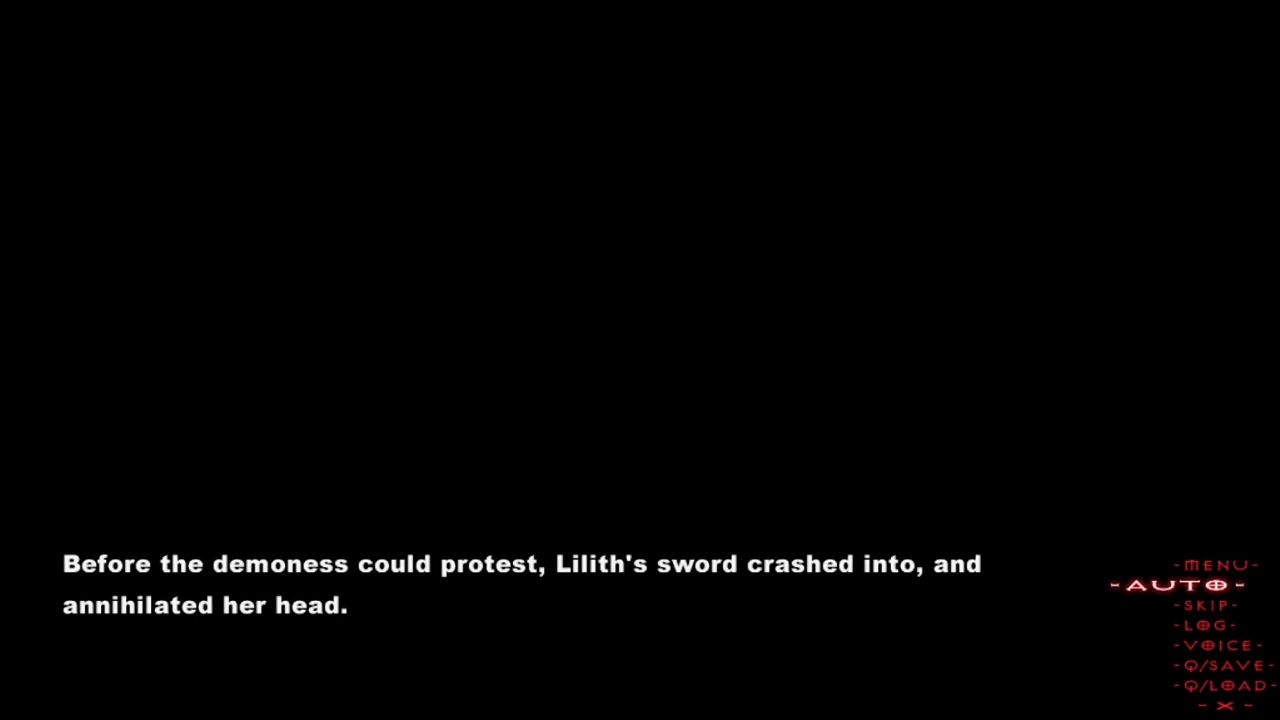 Before the demoness could protest, Lilith's sword crashed into, and
annihilated her head.
-MENU-
-AUTO-
-SKIP-
-LOG-
-VOICE-
-Q/SAVE-
-Q/LOAD-
-X-